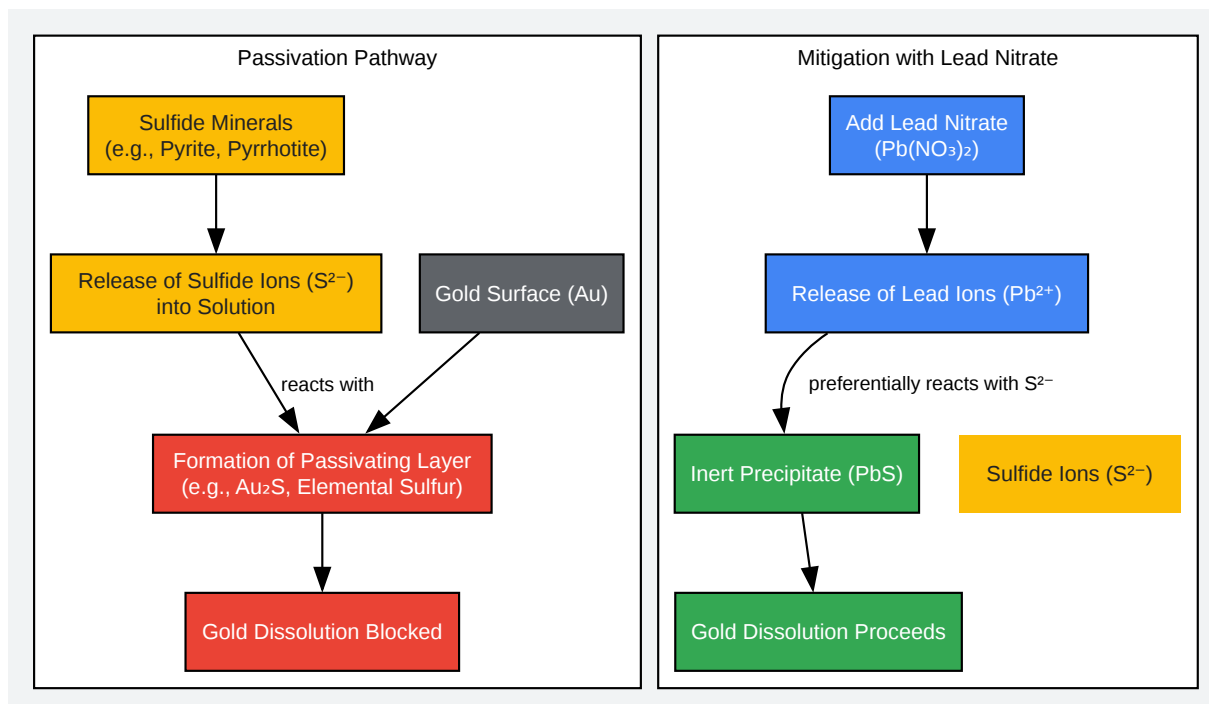 Passivation Pathway
Sulfide Minerals
(e.g., Pyrite, Pyrrhotite)
Release of Sulfide Ions (S²⁻)
into Solution
Gold Surface (Au)
reacts with
Formation of Passivating Layer
(e.g., Au₂S, Elemental Sulfur)
Gold Dissolution Blocked
Mitigation with Lead Nitrate
Add Lead Nitrate
(Pb(NO₃)₂)
Release of Lead Ions (Pb²⁺)
preferentially reacts with S²⁻
Inert Precipitate (PbS)
Sulfide Ions (S²⁻)
Gold Dissolution Proceeds